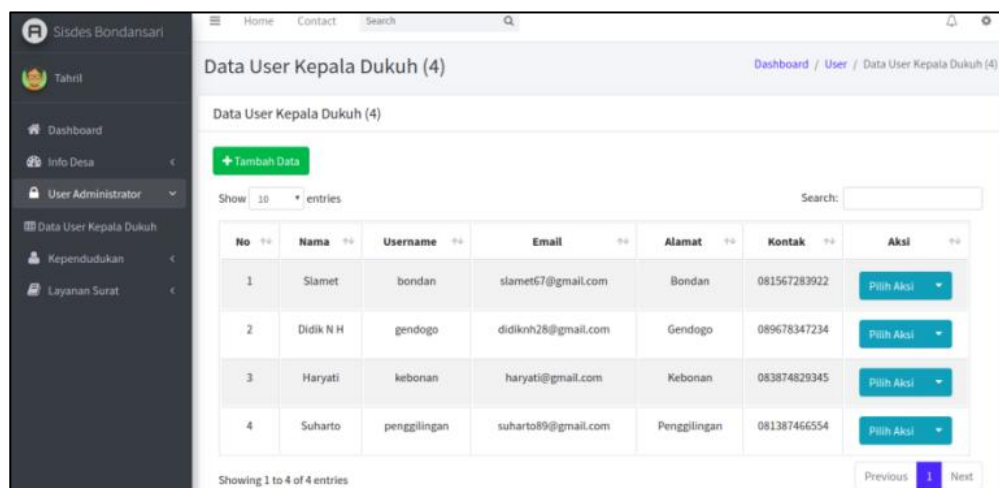 Sisdes Bondansari
Home Contact Search
Tahril
Data User Kepala Dukuh (4)
Dashboard / User / Data User Kepala Dukuh (4)
Data User Kepala Dukuh (4)
Dashboard
Info Desa
User Administrator
Data User Kepala Dukuh
Kependudukan
Layanan Surat
+ Tambah Data
Show 10 entries
Search:
No Nama Username Email Alamat Kontak Aksi
1 Slamet bondan slamet67@gmail.com Bondan 081567283922 Pilih Aksi
2 Didik N H gendogo didiknh28@gmail.com Gendogo 089678347234 Pilih Aksi
3 Haryati kebonan haryati@gmail.com Kebonan 083874829345 Pilih Aksi
4 Suharto penggilingan suharto89@gmail.com Penggilingan 081387466554 Pilih Aksi
Showing 1 to 4 of 4 entries
Previous 1 Next